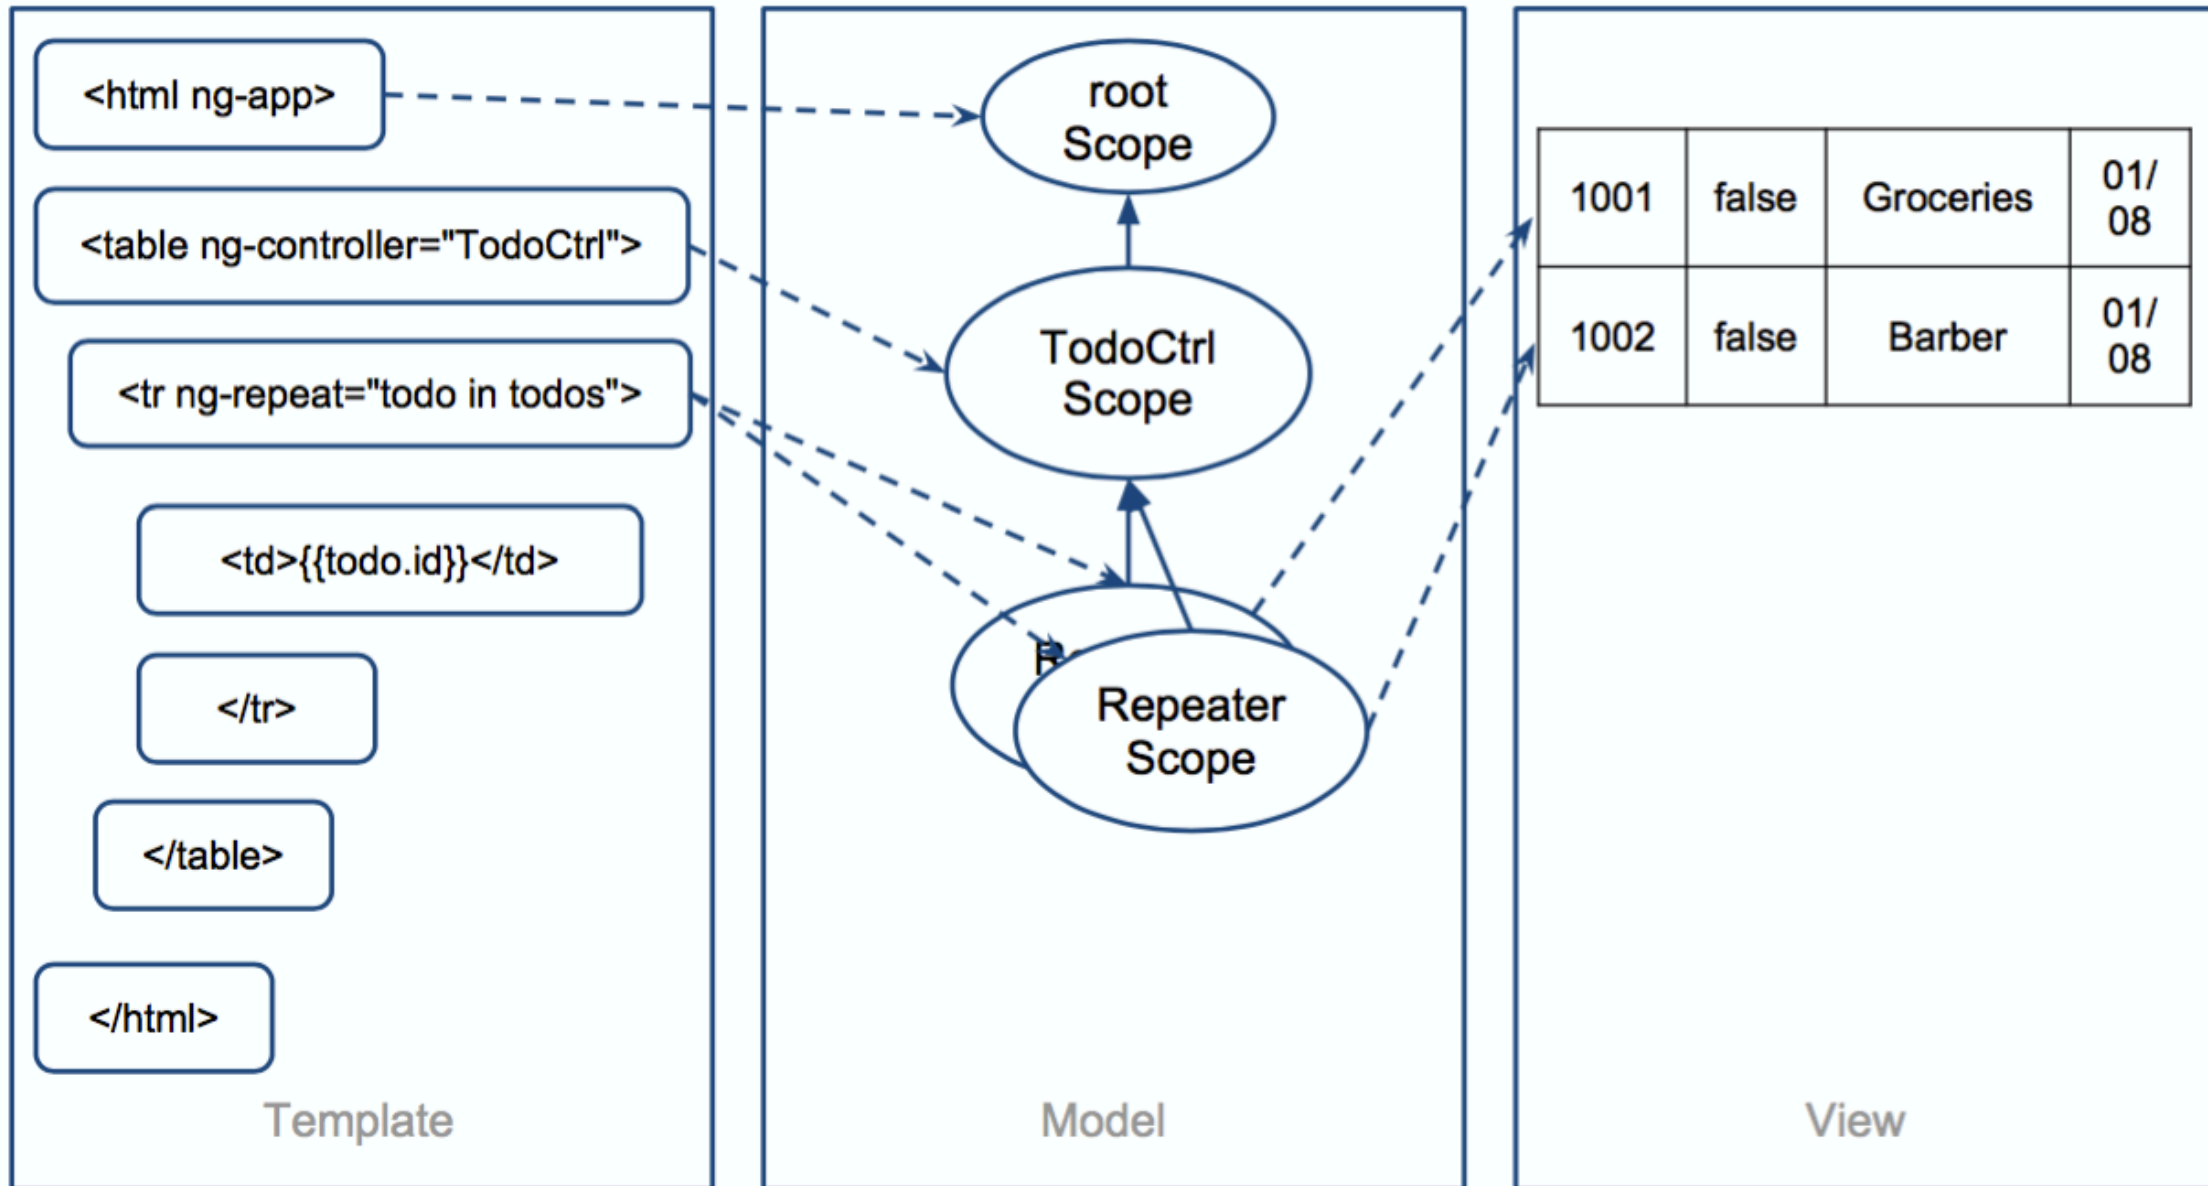 <html ng-app>
<table ng-controller="TodoCtrl">
<tr ng-repeat="todo in todos">
<td>{{todo.id}}</td>
</tr>
</table>
</html>
Template
root
Scope
TodoCtrl
Scope
Repeater
Scope
Model
1001 false Groceries 01/
08
1002 false Barber 01/
08
View